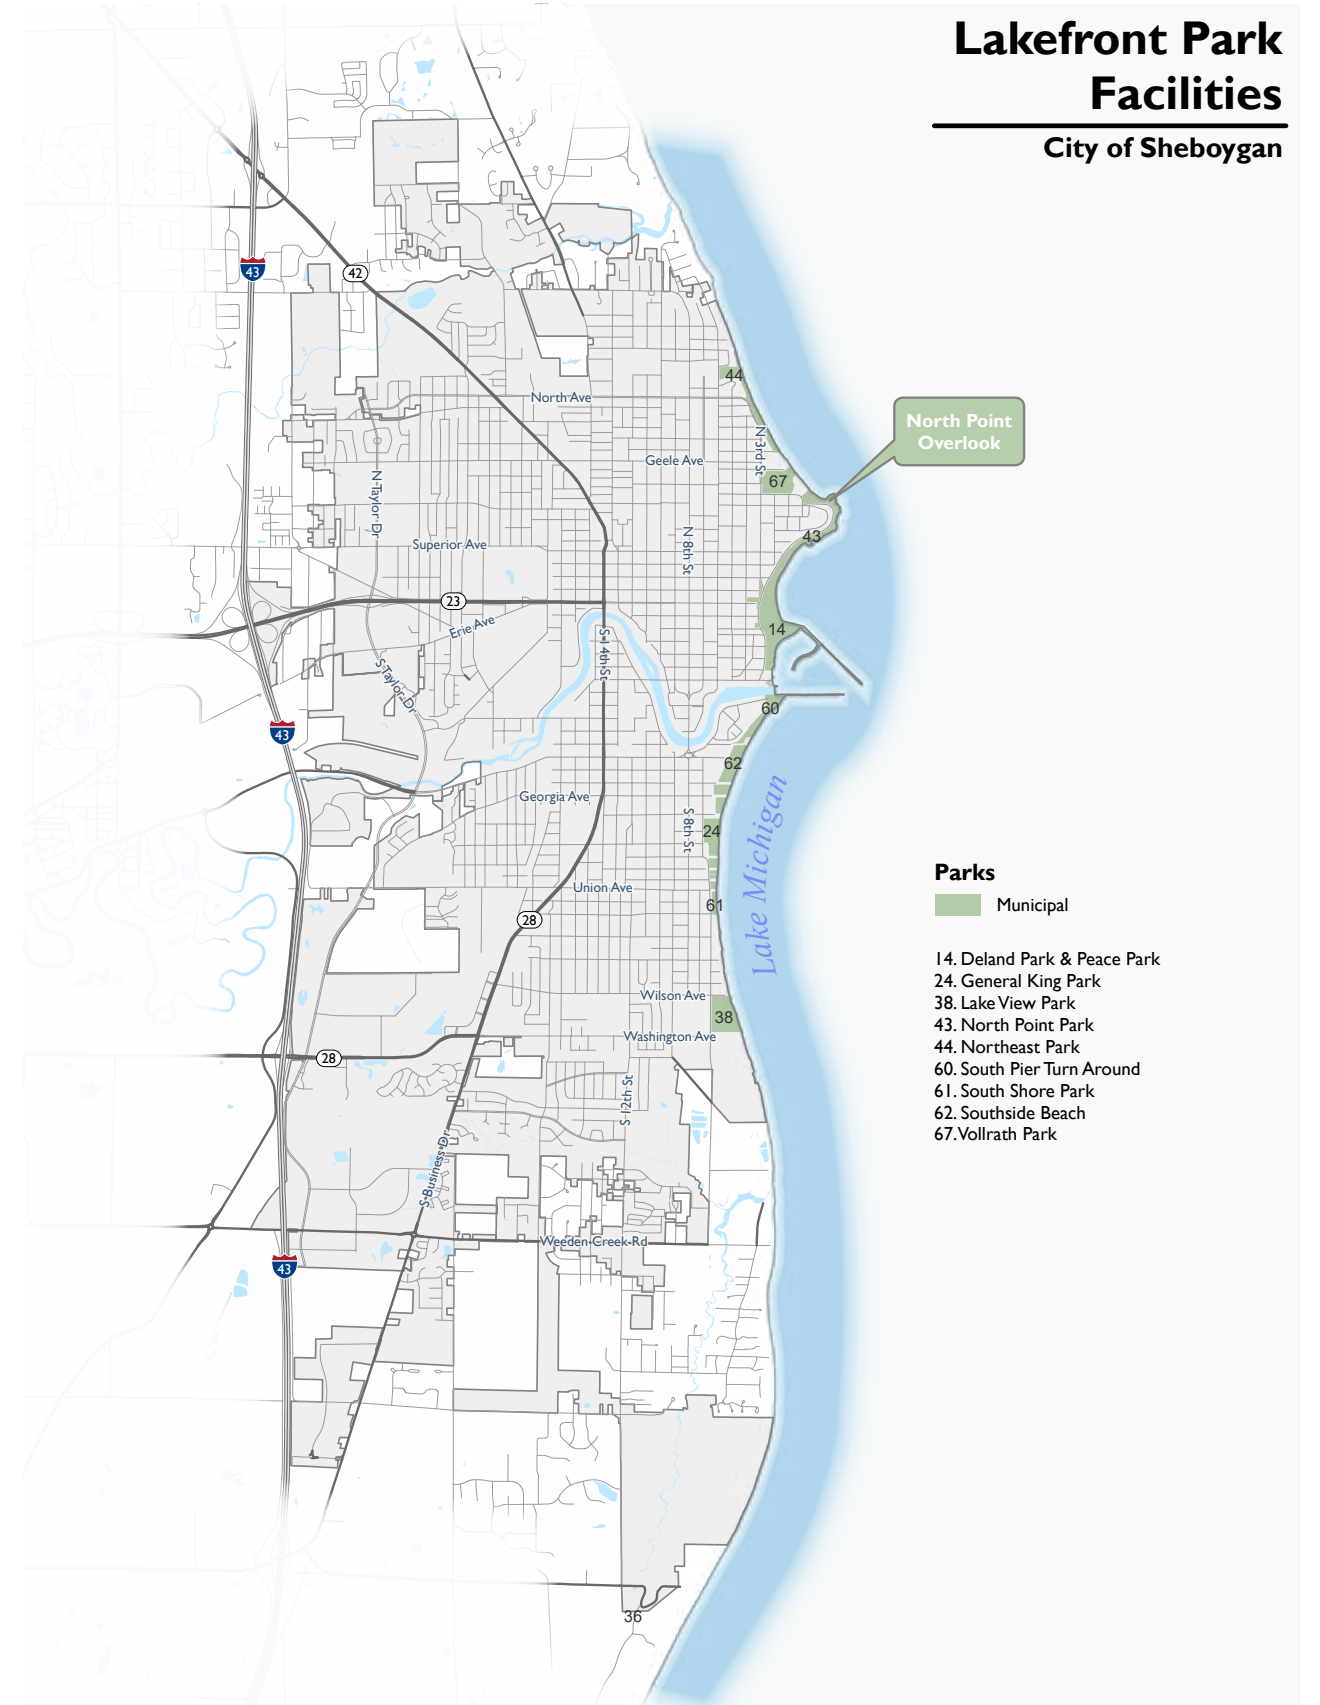 Lakefront Park
Facilities
City of Sheboygan
43
42
44
North Ave
North Point
Overlook
N 3rd St
Geele Ave
67
N Taylor Dr
43
Superior Ave
N 8th St
23
Erie Ave
14
S 14th St
S Taylor Dr
60
43
62
Georgia Ave
Lake Michigan
S 8th St
24
Parks
Union Ave
Municipal
61
28
14. Deland Park & Peace Park
24. General King Park
38. Lake View Park
43. North Point Park
44. Northeast Park
60. South Pier Turn Around
61. South Shore Park
62. Southside Beach
67. Vollrath Park
Wilson Ave
38
Washington Ave
28
S 12th St
S Business Dr
Weeden Creek Rd
43
36